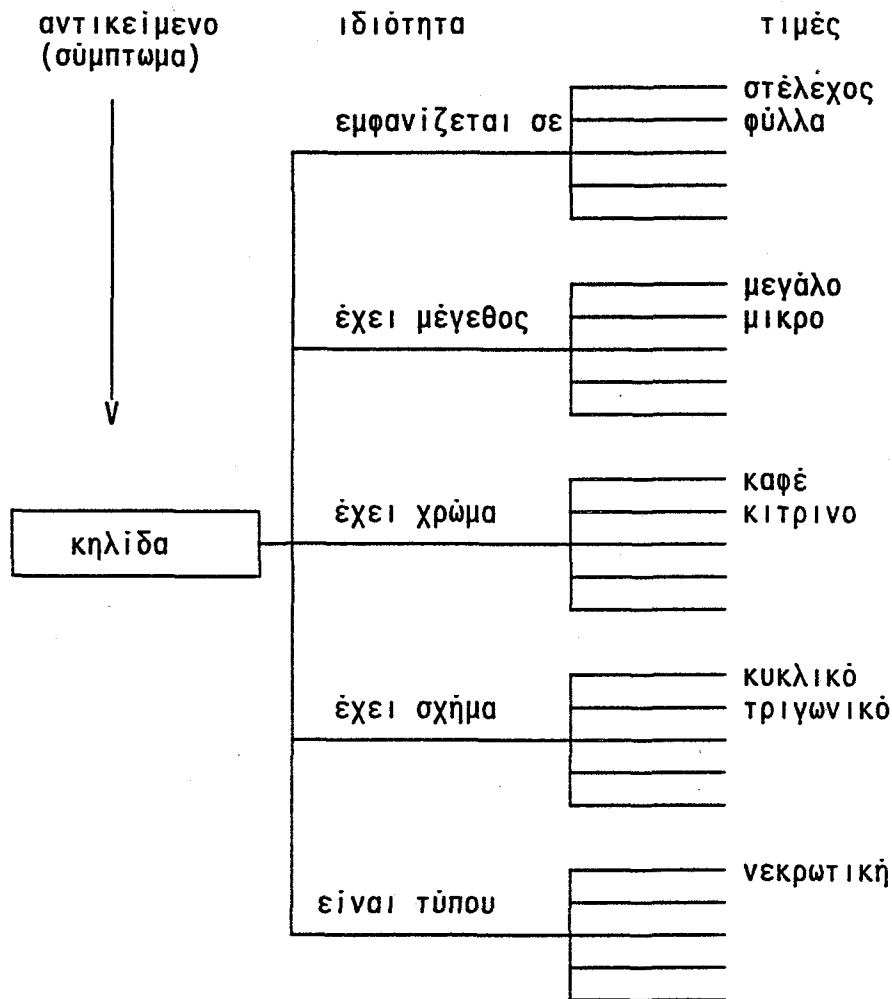 αντικείμενο ιδιότητα τιμές
(σύμπτωμα)
στέλέχος
εμφανίζεται σε φύλλα
μεγάλο
έχει μέγεθος μικρο
καφέ
έχει χρώμα κιτρινο
κηλίδα
κυκλικό
έχει σχήμα τριγωνικό
νεκρωτική
είναι τύπου